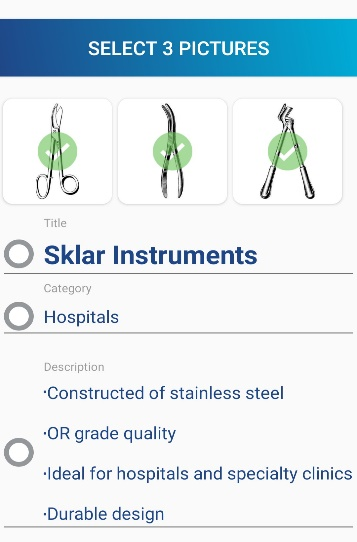 SELECT 3 PICTURES
Title
Sklar Instruments
Category
Hospitals
Description
·Constructed of stainless steel
·OR grade quality
·Ideal for hospitals and specialty clinics
·Durable design